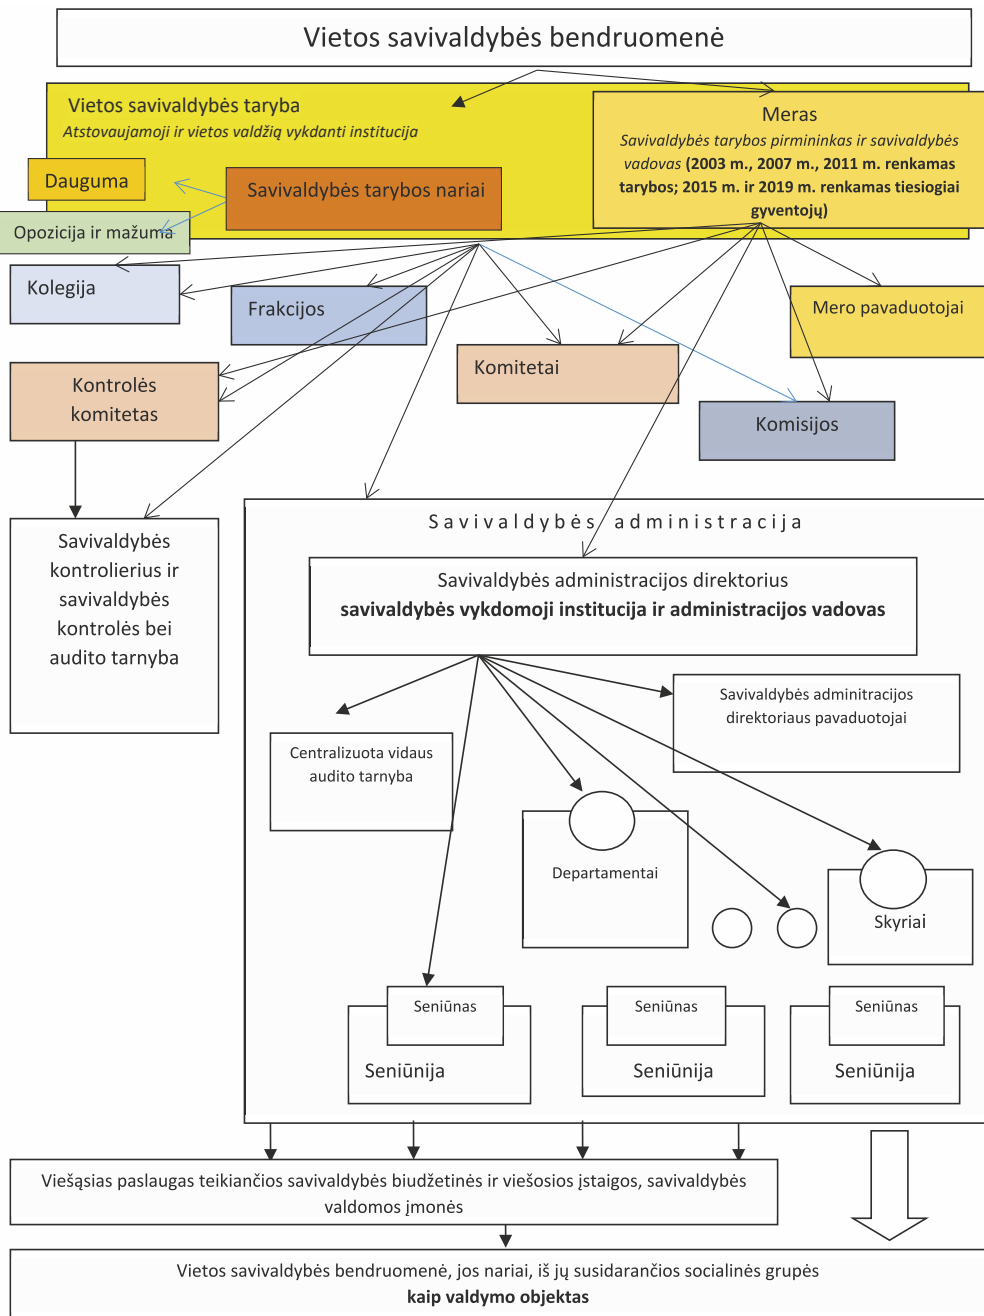 Vietos savivaldybės bendruomenė
Vietos savivaldybės taryba
Atstovaujamoji ir vietos valdžią vykdanti institucija
Meras
Savivaldybės tarybos pirmininkas ir savivaldybės
vadovas (2003 m., 2007 m., 2011 m. renkamas
tarybos; 2015 m. ir 2019 m. renkamas tiesiogiai
gyventojų)
Dauguma
Savivaldybės tarybos nariai
Opozicija ir mažuma
Kolegija
Frakcijos
Mero pavaduotojai
Komitetai
Kontrolės
komitetas
Komisijos
Savivaldybės
kontrolierius ir
savivaldybės
kontrolės bei
audito tarnyba
Savivaldybės administracija
Savivaldybės administracijos direktorius
savivaldybės vykdomoji institucija ir administracijos vadovas
Savivaldybės adminitracijos
direktoriaus pavaduotojai
Centralizuota vidaus
audito tarnyba
Departamentai
Skyriai
Seniūnas
Seniūnas
Seniūnas
Seniūnija
Seniūnija
Seniūnija
Viešąsias paslaugas teikiančios savivaldybės biudžetinės ir viešosios įstaigos, savivaldybės
valdomos įmonės
Vietos savivaldybės bendruomenė, jos nariai, iš jų susidarančios socialinės grupės
kaip valdymo objektas